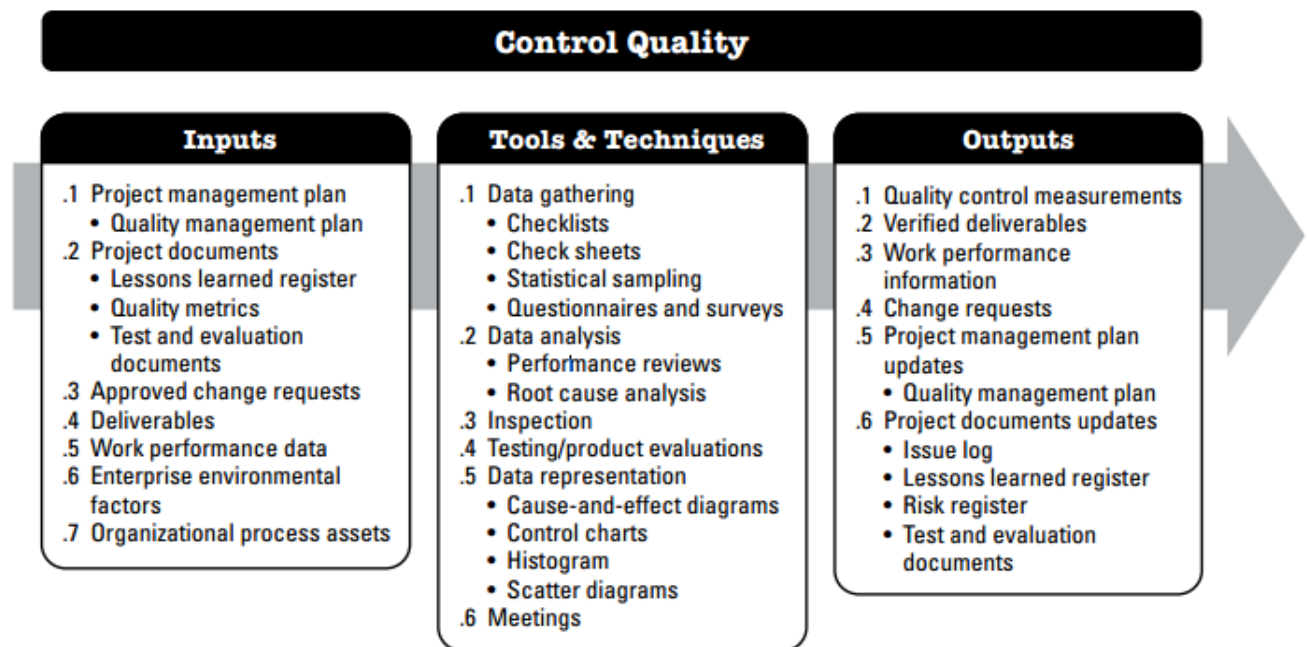 Control Quality
Inputs
.1 Project management plan
• Quality management plan
.2 Project documents
• Lessons learned register
• Quality metrics
• Test and evaluation
documents
.3 Approved change requests
.4 Deliverables
.5 Work performance data
.6 Enterprise environmental
factors
.7 Organizational process assets
Tools & Techniques
.1 Data gathering
• Checklists
• Check sheets
• Statistical sampling
• Questionnaires and surveys
.2 Data analysis
• Performance reviews
• Root cause analysis
.3 Inspection
.4 Testing/product evaluations
.5 Data representation
• Cause-and-effect diagrams
• Control charts
• Histogram
• Scatter diagrams
.6 Meetings
Outputs
.1 Quality control measurements
.2 Verified deliverables
.3 Work performance
information
.4 Change requests
.5 Project management plan
updates
• Quality management plan
.6 Project documents updates
• Issue log
• Lessons learned register
• Risk register
• Test and evaluation
documents